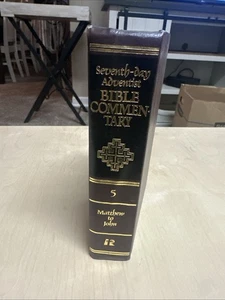 Seventh-day
Adventist
BIBLE
COMMEN-
TARY
5
Matthew
to
John